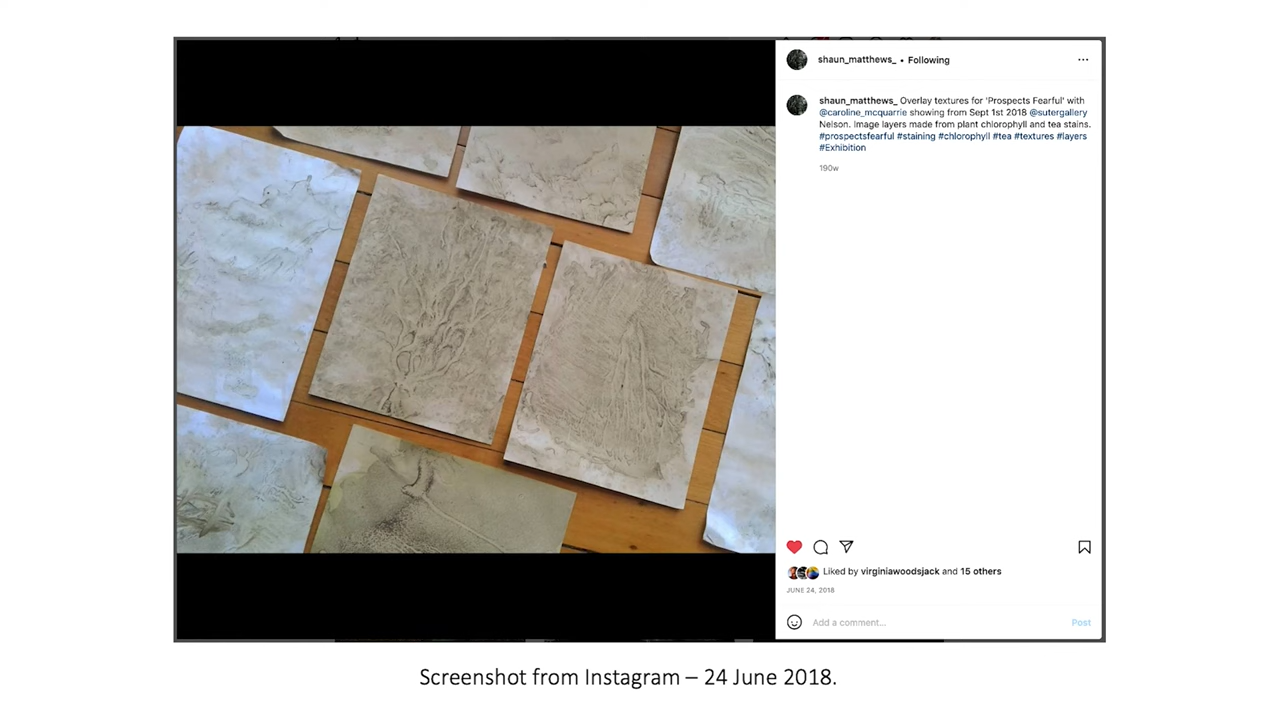 shaun_matthews_ • Following
shaun_matthews_ Overlay textures for 'Prospects Fearful' with
@caroline_mcquarrie showing from Sept 1st 2018 @sutergallery
Nelson. Image layers made from plant chlorophyll and tea stains.
#prospectsfearful #staining #chlorophyll #tea #textures #layers
#Exhibition
190w
Liked by virginiawoodsjack and 15 others
JUNE 24, 2018
Add a comment...
Post
Screenshot from Instagram – 24 June 2018.